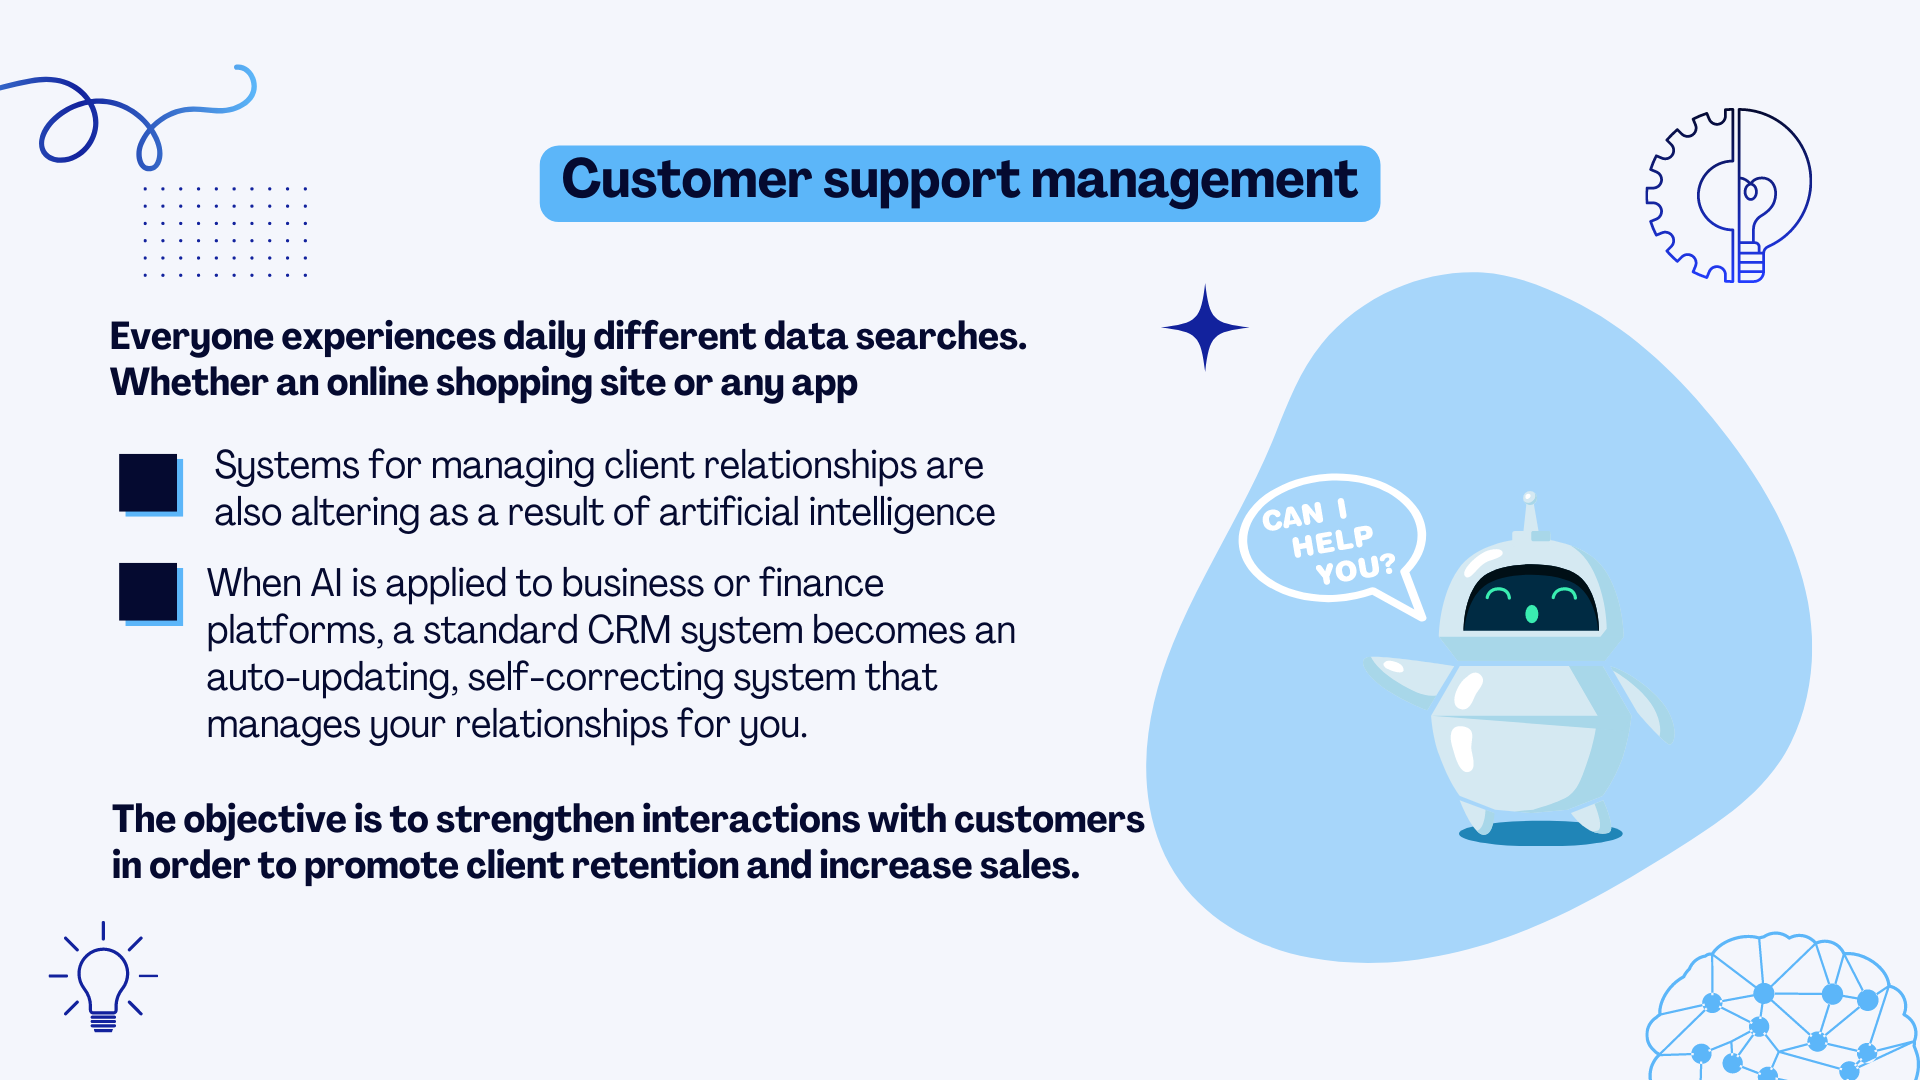 Customer support management
Everyone experiences daily different data searches.
Whether an online shopping site or any app
Systems for managing client relationships are
also altering as a result of artificial intelligence
When AI is applied to business or finance
platforms, a standard CRM system becomes an
auto-updating, self-correcting system that
manages your relationships for you.
The objective is to strengthen interactions with customers
in order to promote client retention and increase sales.
CAN I
HELP
YOU?